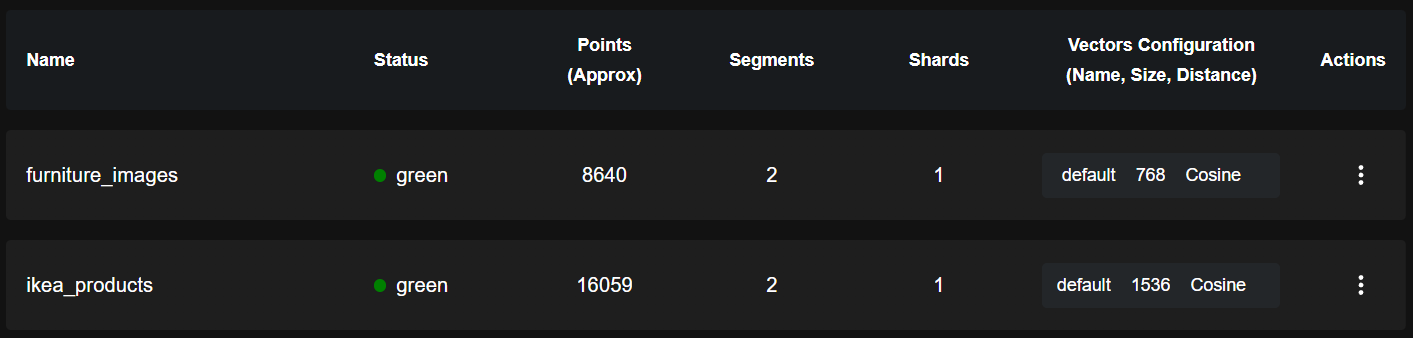 Name Status Points (Approx) Segments Shards Vectors Configuration (Name, Size, Distance) Actions
furniture_images green 8640 2 1 default 768 Cosine
ikea_products green 16059 2 1 default 1536 Cosine